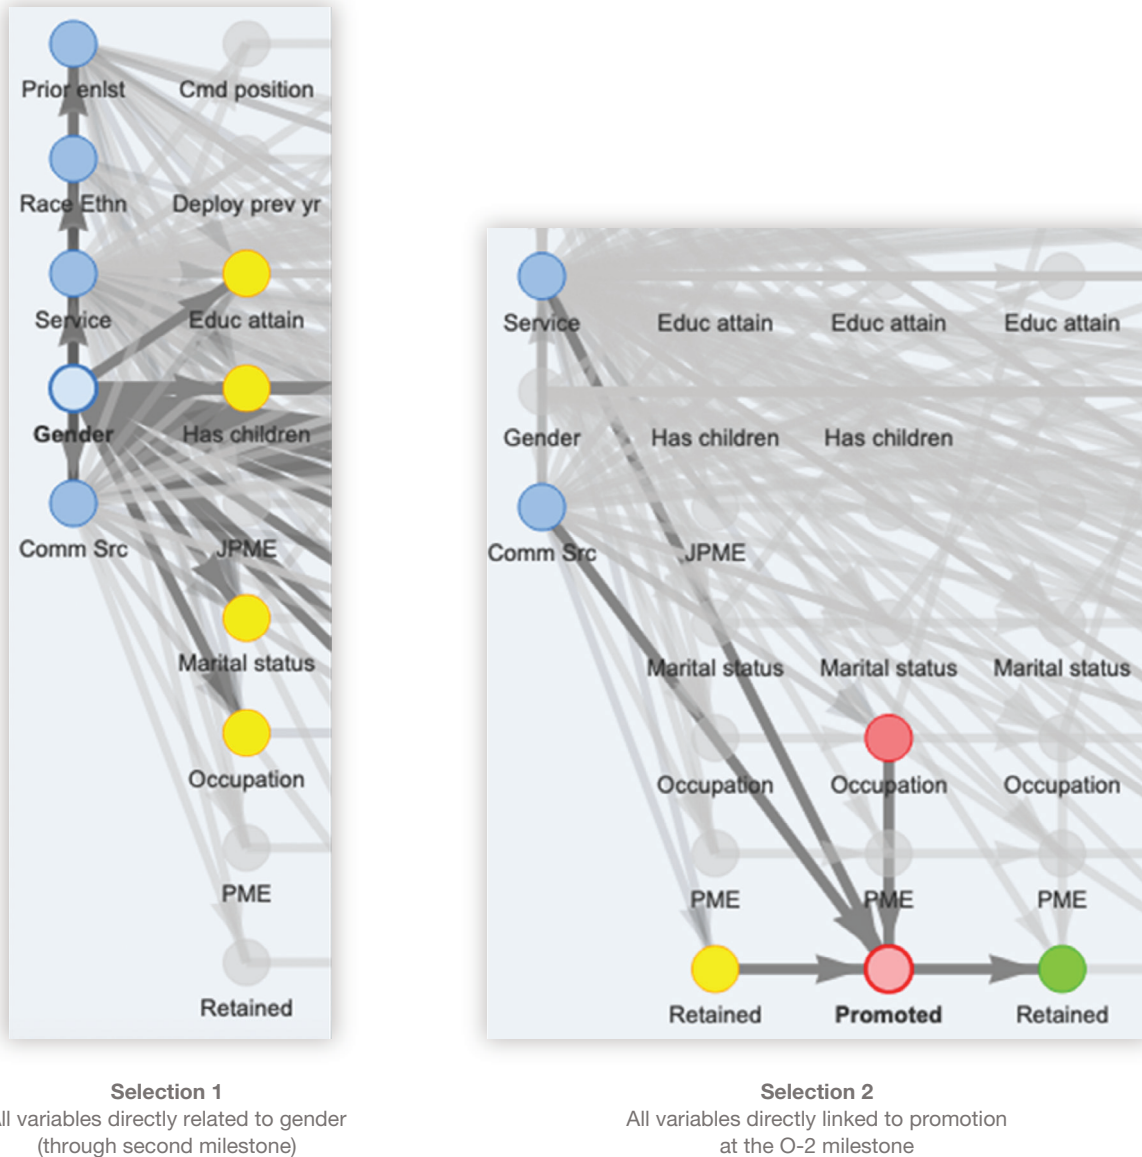 Prior enlst
Cmd position
Race Ethn
Deploy prev yr
Service
Educ attain
Gender
Has children
Comm Src
JPME
Marital status
Occupation
PME
Retained
Selection 1
ll variables directly related to gender
(through second milestone)
Service
Educ attain
Educ attain
Educ attain
Gender
Has children
Has children
Comm Src
JPME
Marital status
Marital status
Marital status
Occupation
Occupation
Occupation
PME
PME
PME
Retained
Promoted
Retained
Selection 2
All variables directly linked to promotion
at the O-2 milestone